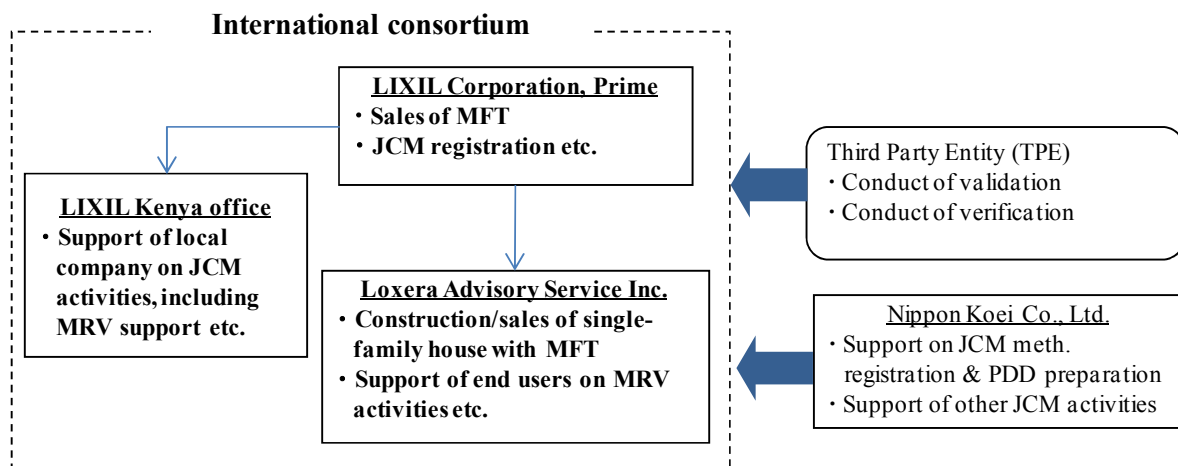 International consortium
LIXIL Corporation, Prime
・Sales of MFT
・JCM registration etc.
LIXIL Kenya office
・Support of local
company on JCM
activities, including
MRV support etc.
Loxera Advisory Service Inc.
・Construction/sales of single-
family house with MFT
・Support of end users on MRV
activities etc.
Third Party Entity (TPE)
・Conduct of validation
・Conduct of verification
Nippon Koei Co., Ltd.
・Support on JCM meth.
registration & PDD preparation
・Support of other JCM activities